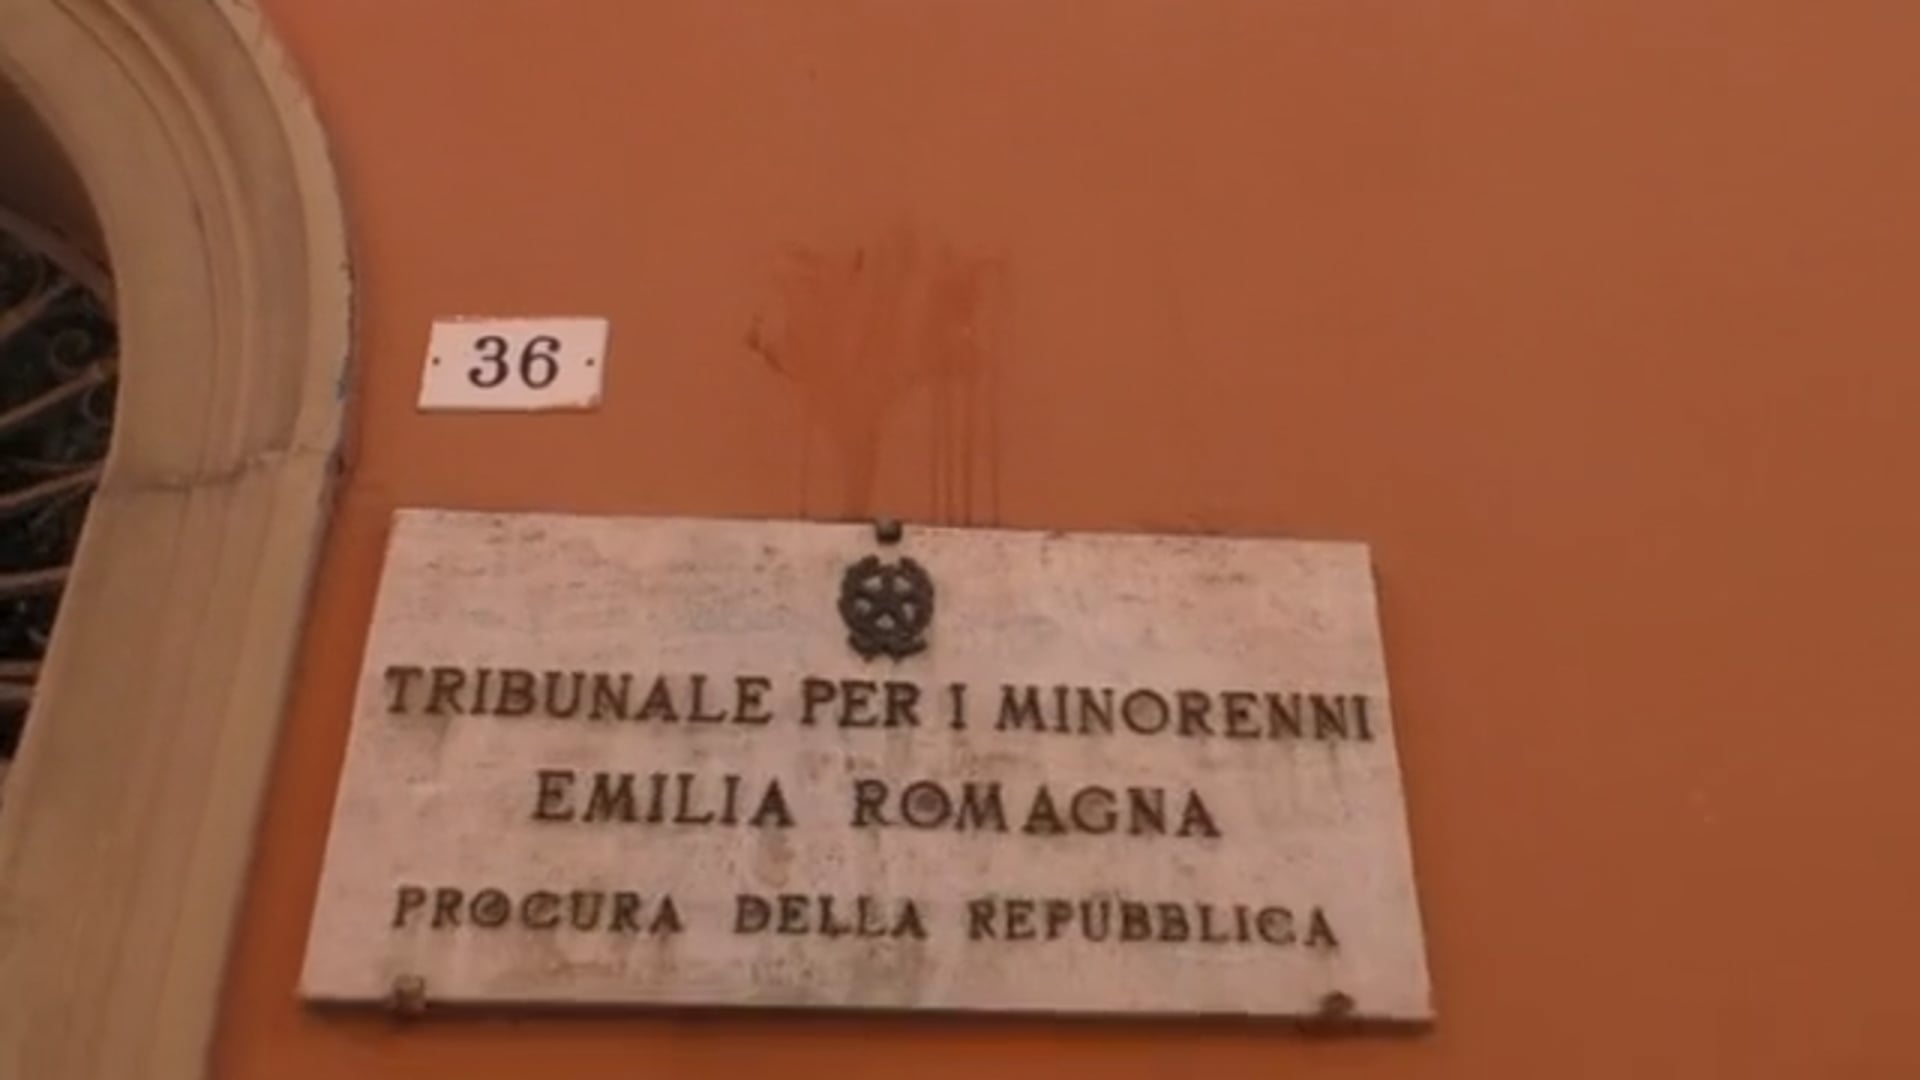 36
TRIBUNALE PER I MINORENNI
EMILIA ROMAGNA
PROCURA DELLA REPUBBLICA